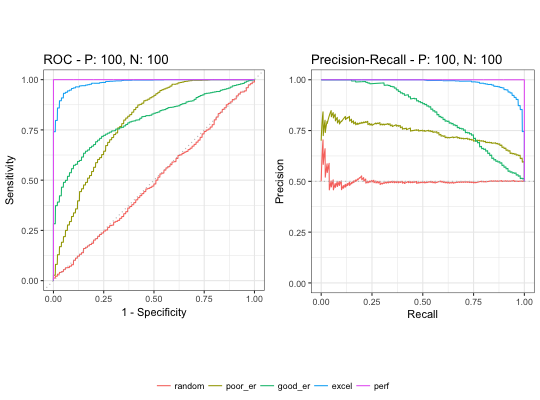 ROC - P: 100, N: 100
Sensitivity
1.00
0.75
0.50
0.25
0.00
0.00 0.25 0.50 0.75 1.00
1 - Specificity
Precision-Recall - P: 100, N: 100
Precision
1.00
0.75
0.50
0.25
0.00
0.00 0.25 0.50 0.75 1.00
Recall
random poor_er good_er excel perf